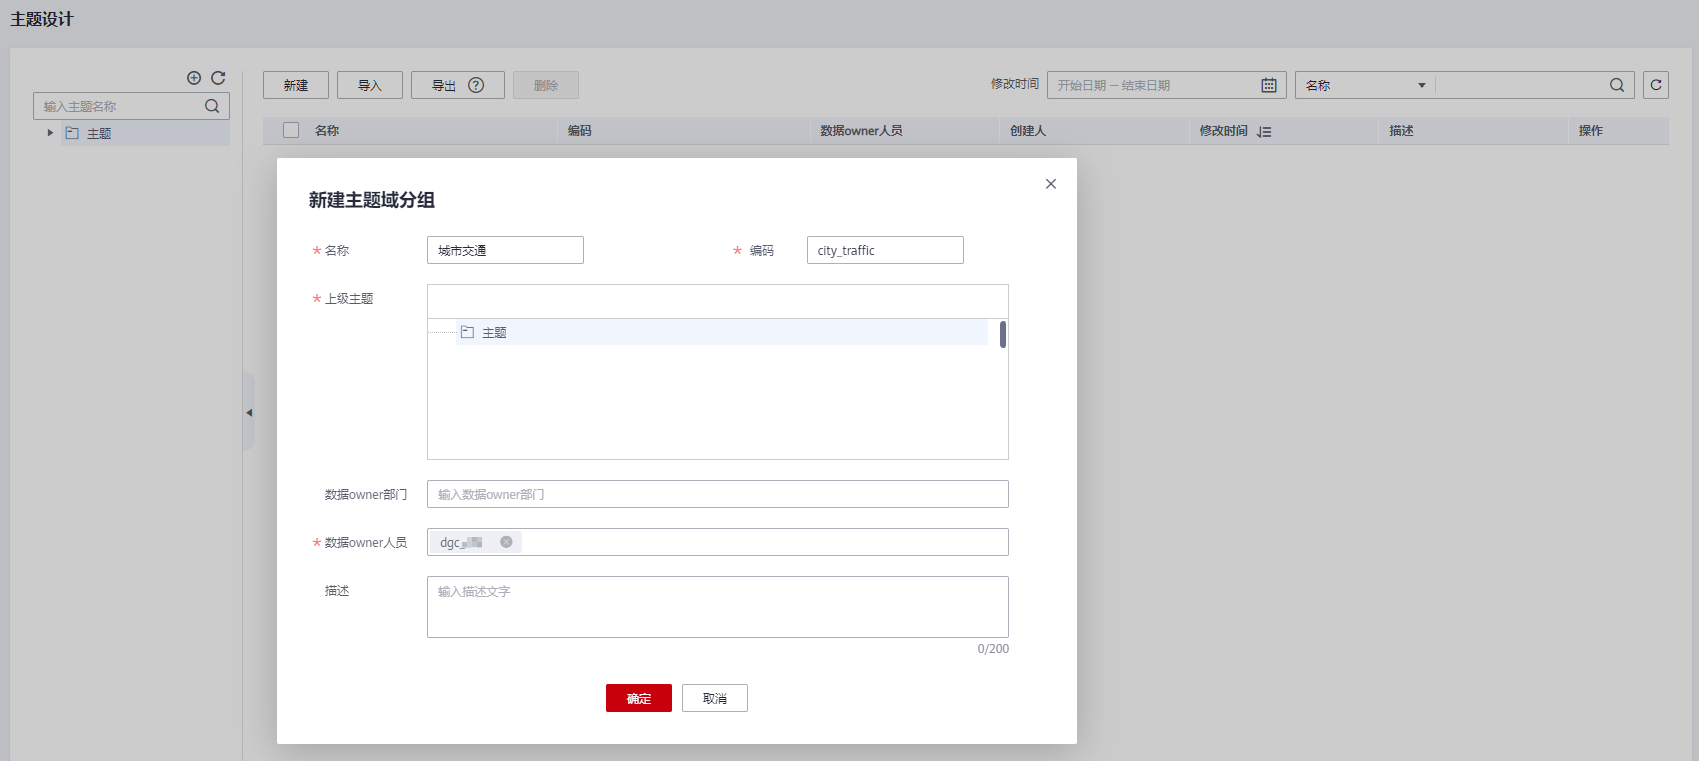 主题设计
新建 导入 导出 ? 删除 修改时间 开始日期 – 结束日期 名称
输入主题名称
主题
名称 编码 数据owner人员 创建人 修改时间 描述 操作
新建主题域分组
* 名称 城市交通 * 编码 city_traffic
* 上级主题
主题
数据owner部门 输入数据owner部门
* 数据owner人员 dgc_
描述 输入描述文字
0/200
确定 取消